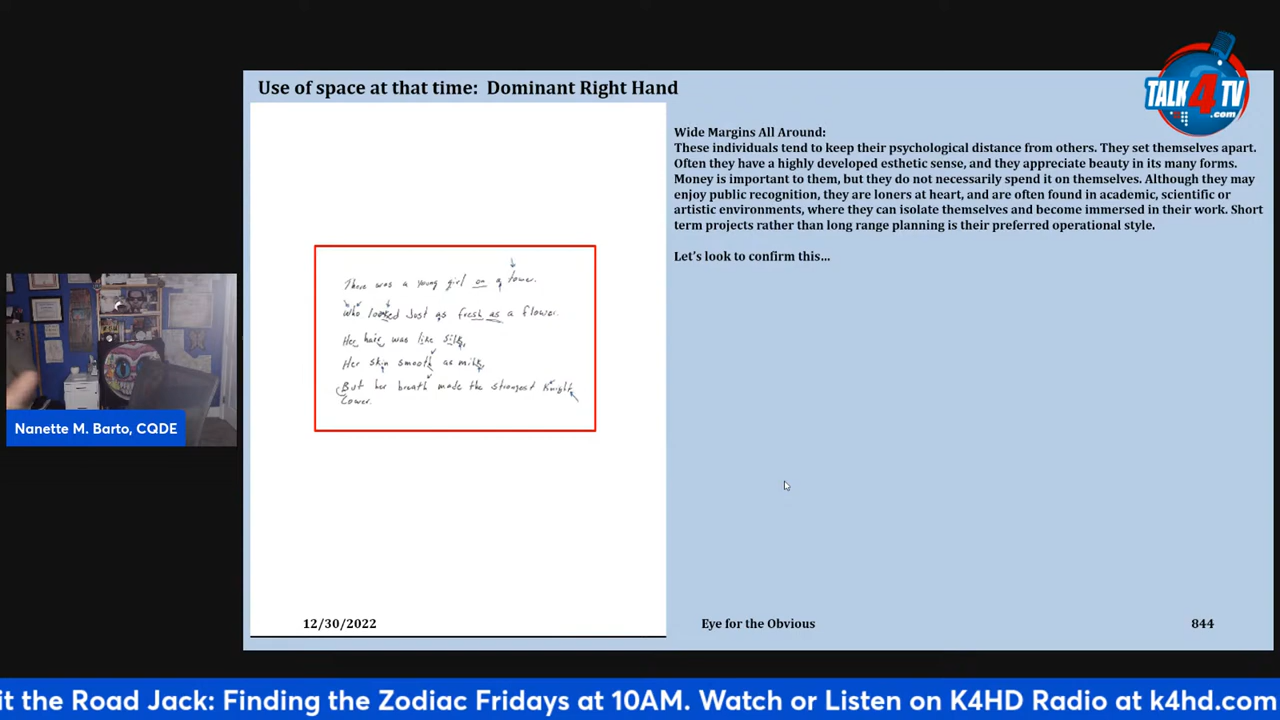 TALK 4 TV
.com
Use of space at that time: Dominant Right Hand
Wide Margins All Around:
These individuals tend to keep their psychological distance from others. They set themselves apart.
Often they have a highly developed esthetic sense, and they appreciate beauty in its many forms.
Money is important to them, but they do not necessarily spend it on themselves. Although they may
enjoy public recognition, they are loners at heart, and are often found in academic, scientific or
artistic environments, where they can isolate themselves and become immersed in their work. Short
term projects rather than long range planning is their preferred operational style.
Let's look to confirm this...
There was a young girl on a tower.
Who looked Just as fresh as a flower.
Her hair was like silk,
Her skin smooth as milk,
But her breath made the strongest Knight
Cower.
Nanette M. Barto, CQDE
12/30/2022
Eye for the Obvious
844
it the Road Jack: Finding the Zodiac Fridays at 10AM. Watch or Listen on K4HD Radio at k4hd.com